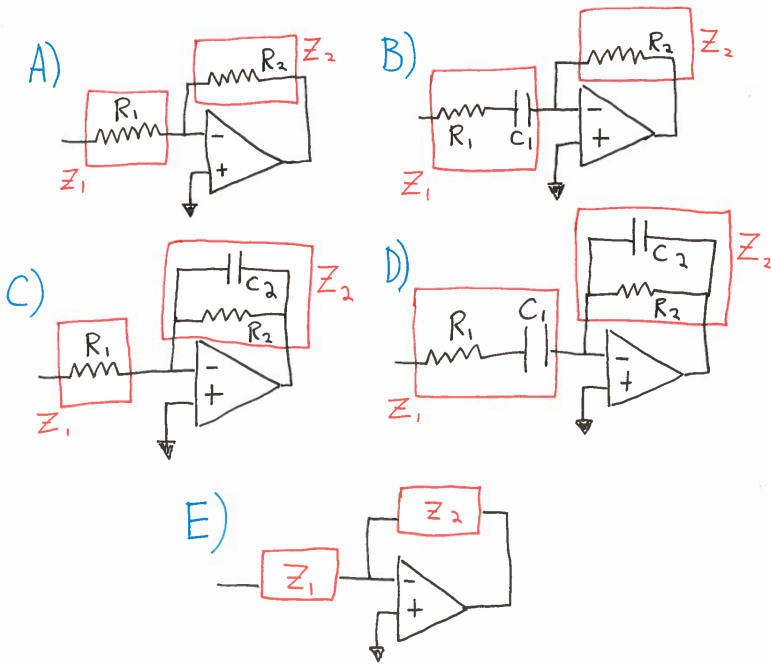 A)
Z₂
R₂
R₁
Z₁
-
+
B)
Z₂
R₂
R₁
C₁
Z₁
-
+
C)
Z₂
C₂
R₂
R₁
Z₁
-
+
D)
Z₂
C₂
R₂
R₁
C₁
Z₁
-
+
E)
Z₂
Z₁
-
+